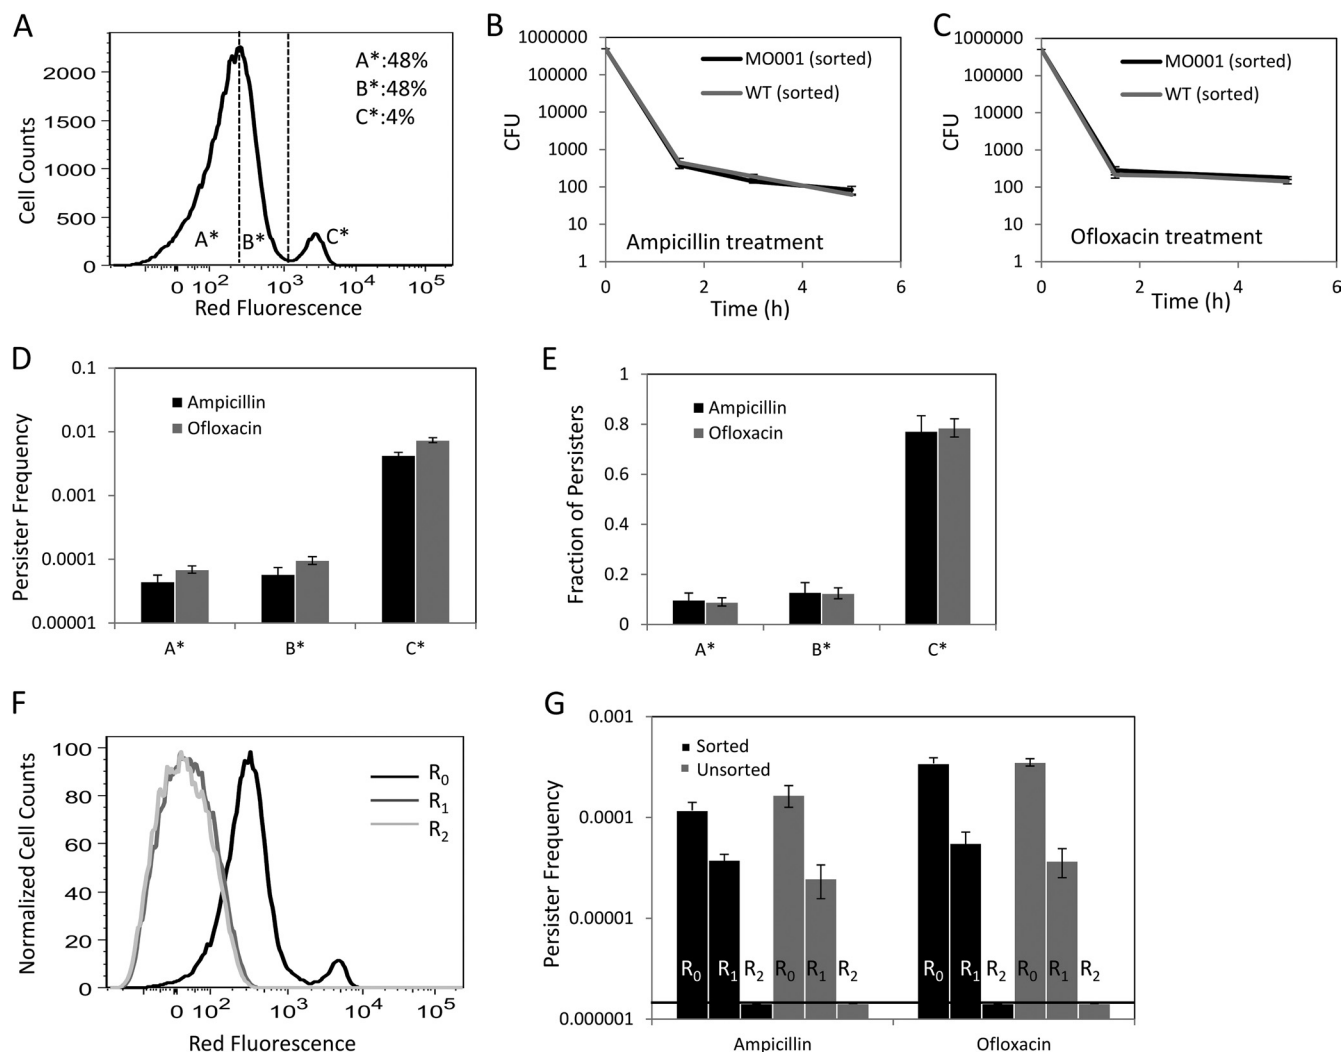 A
Cell Counts
2000
1500
1000
500
0
A*:48%
B*:48%
C*:4%
A*
B*
C*
0 10² 10³ 10⁴ 10⁵
Red Fluorescence
B
CFU
1000000
100000
10000
1000
100
10
1
MO001 (sorted)
WT (sorted)
Ampicillin treatment
0 2 4 6
Time (h)
C
CFU
1000000
100000
10000
1000
100
10
1
MO001 (sorted)
WT (sorted)
Ofloxacin treatment
0 2 4 6
Time (h)
D
Persister Frequency
0.1
0.01
0.001
0.0001
0.00001
Ampicillin
Ofloxacin
A* B* C*
E
Fraction of Persisters
1
0.8
0.6
0.4
0.2
0
Ampicillin
Ofloxacin
A* B* C*
F
Normalized Cell Counts
100
80
60
40
20
0
R₀
R₁
R₂
0 10² 10³ 10⁴ 10⁵
Red Fluorescence
G
Persister Frequency
0.001
0.0001
0.00001
0.000001
Sorted
Unsorted
R₀ R₁ R₂ R₀ R₁ R₂ R₀ R₁ R₂ R₀ R₁ R₂
Ampicillin Ofloxacin